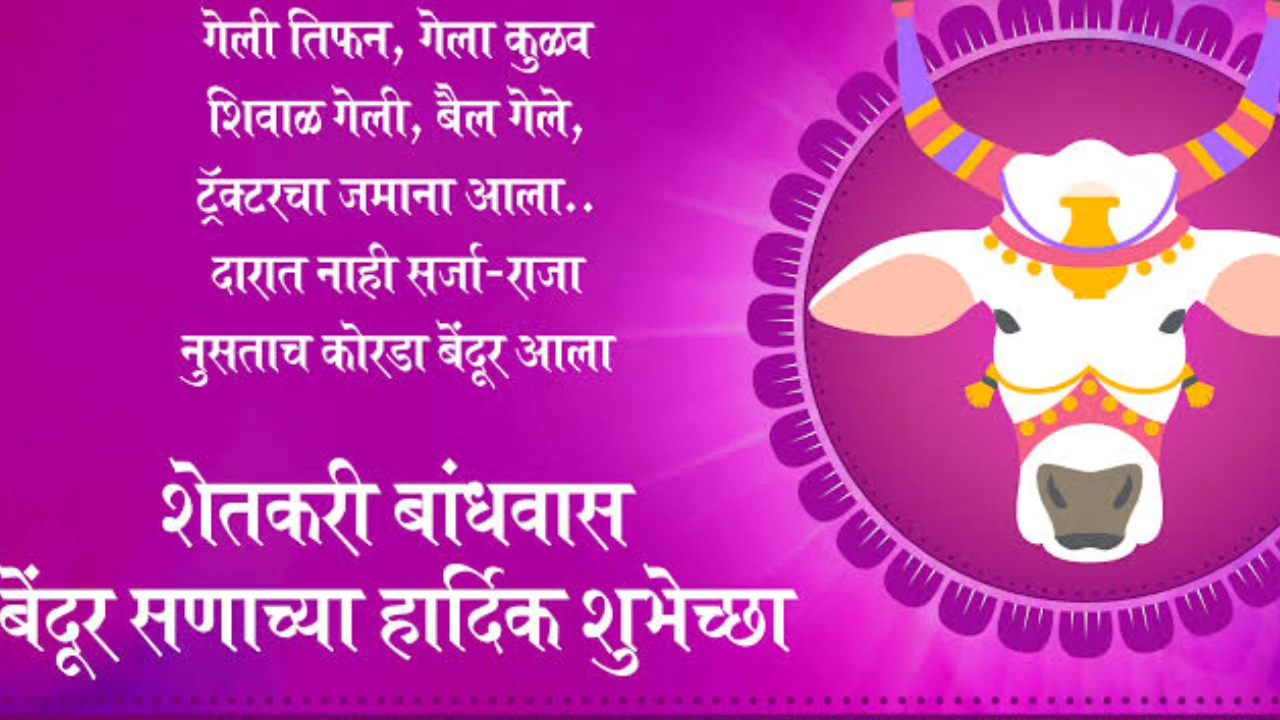 गेली तिफन, गेला कुळव
शिवाळ गेली, बैल गेले,
ट्रॅक्टरचा जमाना आला..
दारात नाही सर्जा-राजा
नुसताच कोरडा बेंदूर आला
शेतकरी बांधवास
बेंदूर सणाच्या हार्दिक शुभेच्छा